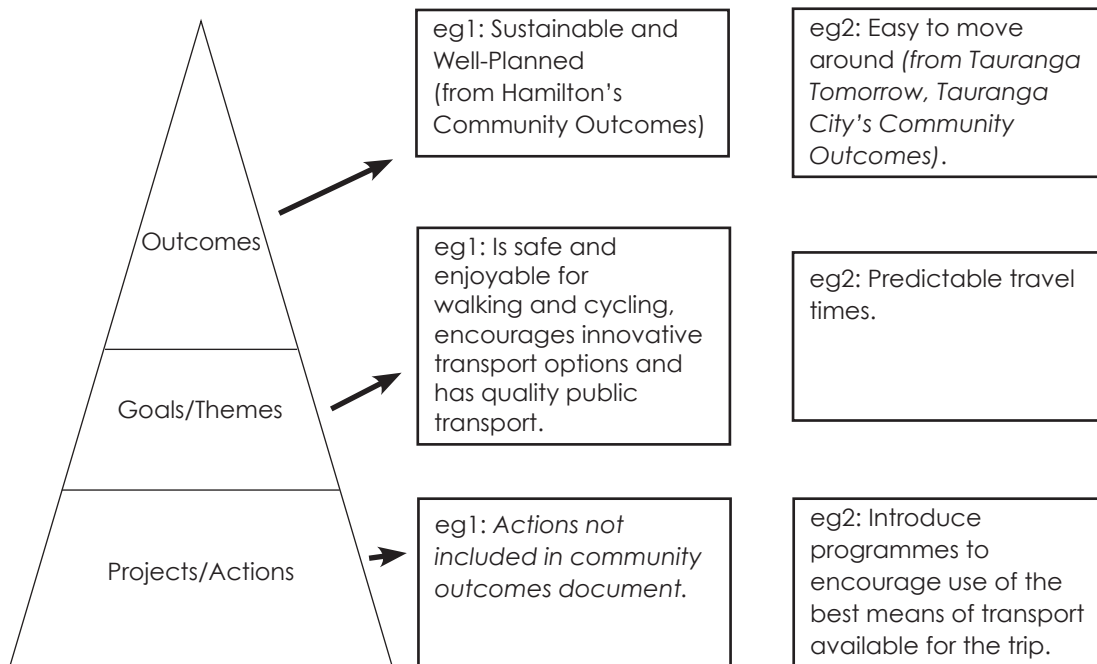 eg1: Sustainable and
Well-Planned
(from Hamilton's
Community Outcomes)
eg2: Easy to move
around (from Tauranga
Tomorrow, Tauranga
City's Community
Outcomes).
Outcomes
eg1: Is safe and
enjoyable for
walking and cycling,
encourages innovative
transport options and
has quality public
transport.
eg2: Predictable travel
times.
Goals/Themes
eg1: Actions not
included in community
outcomes document.
eg2: Introduce
programmes to
encourage use of the
best means of transport
available for the trip.
Projects/Actions